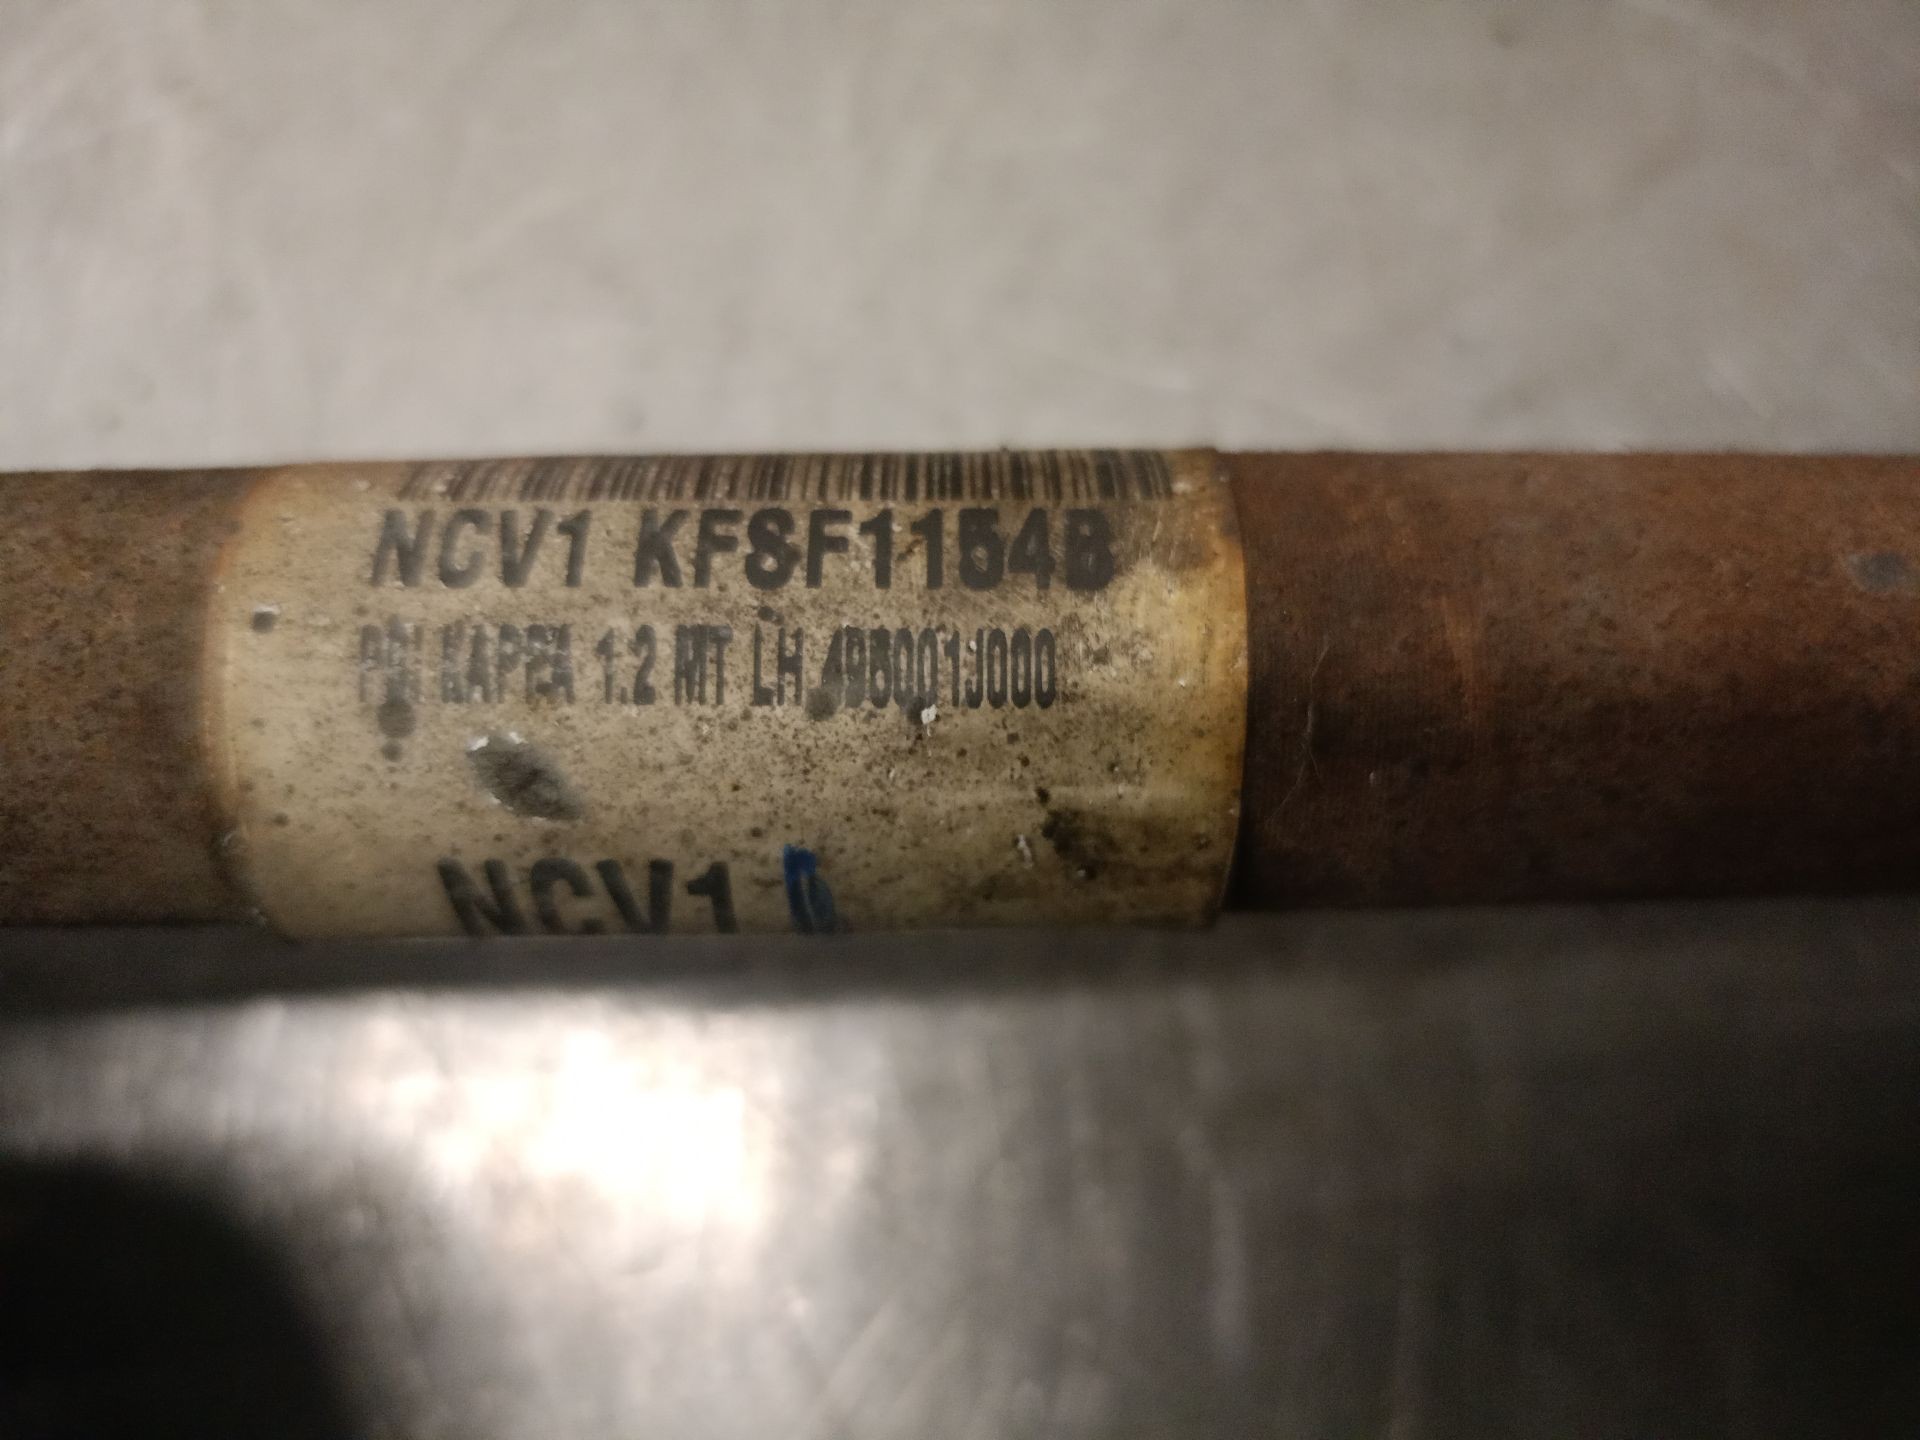 NCV1 KFSF1154B
KAPPA 1.2 MT LH 495001J000
NCV1